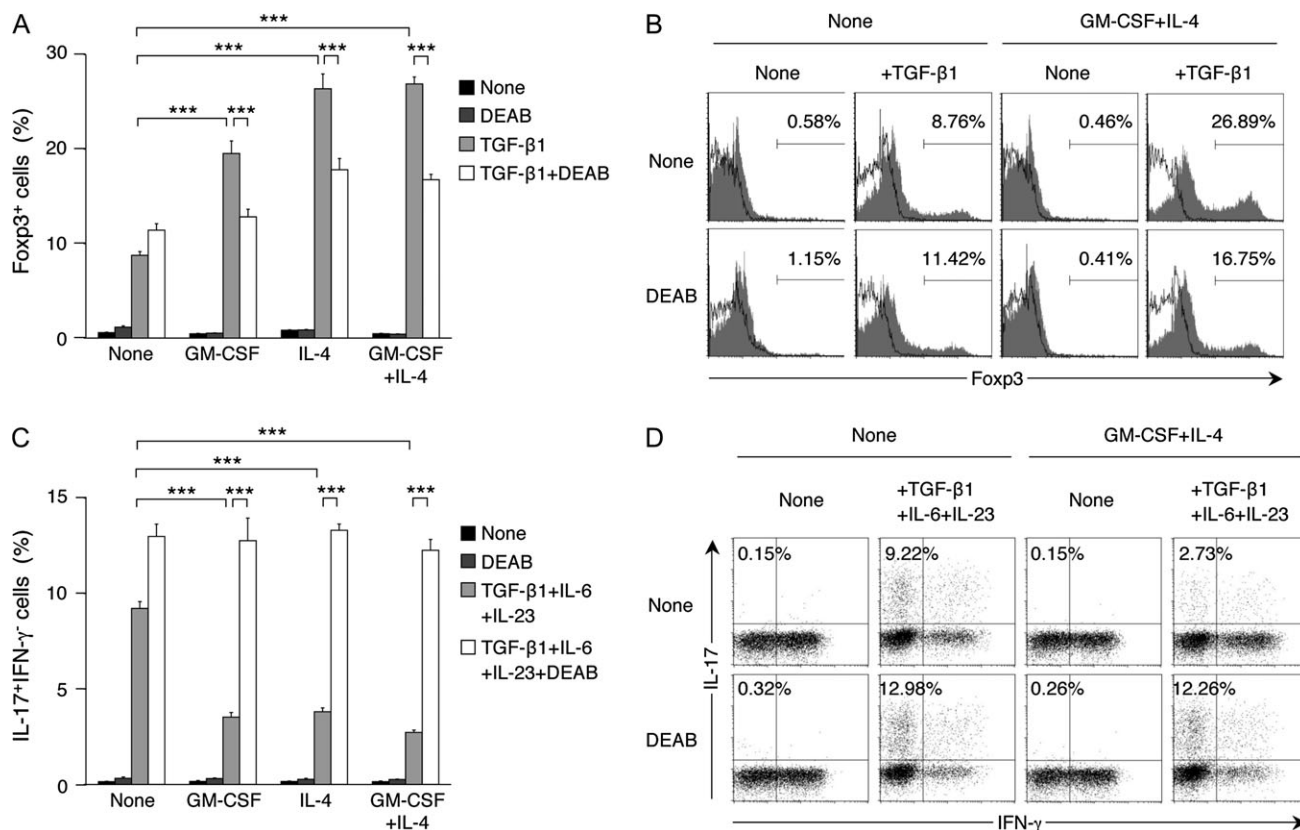 A
***
***
***
***
***
***
30
20
10
0
Foxp3⁺ cells (%)
None
GM-CSF
IL-4
GM-CSF
+IL-4
None
DEAB
TGF-β1
TGF-β1+DEAB
B
None
GM-CSF+IL-4
None
+TGF-β1
None
+TGF-β1
None
0.58%
8.76%
0.46%
26.89%
DEAB
1.15%
11.42%
0.41%
16.75%
Foxp3
C
***
***
***
***
***
***
15
10
5
0
IL-17⁺IFN-γ⁻ cells (%)
None
GM-CSF
IL-4
GM-CSF
+IL-4
None
DEAB
TGF-β1+IL-6
+IL-23
TGF-β1+IL-6
+IL-23+DEAB
D
None
GM-CSF+IL-4
None
+TGF-β1
+IL-6+IL-23
None
+TGF-β1
+IL-6+IL-23
None
0.15%
9.22%
0.15%
2.73%
DEAB
0.32%
12.98%
0.26%
12.26%
IL-17
IFN-γ